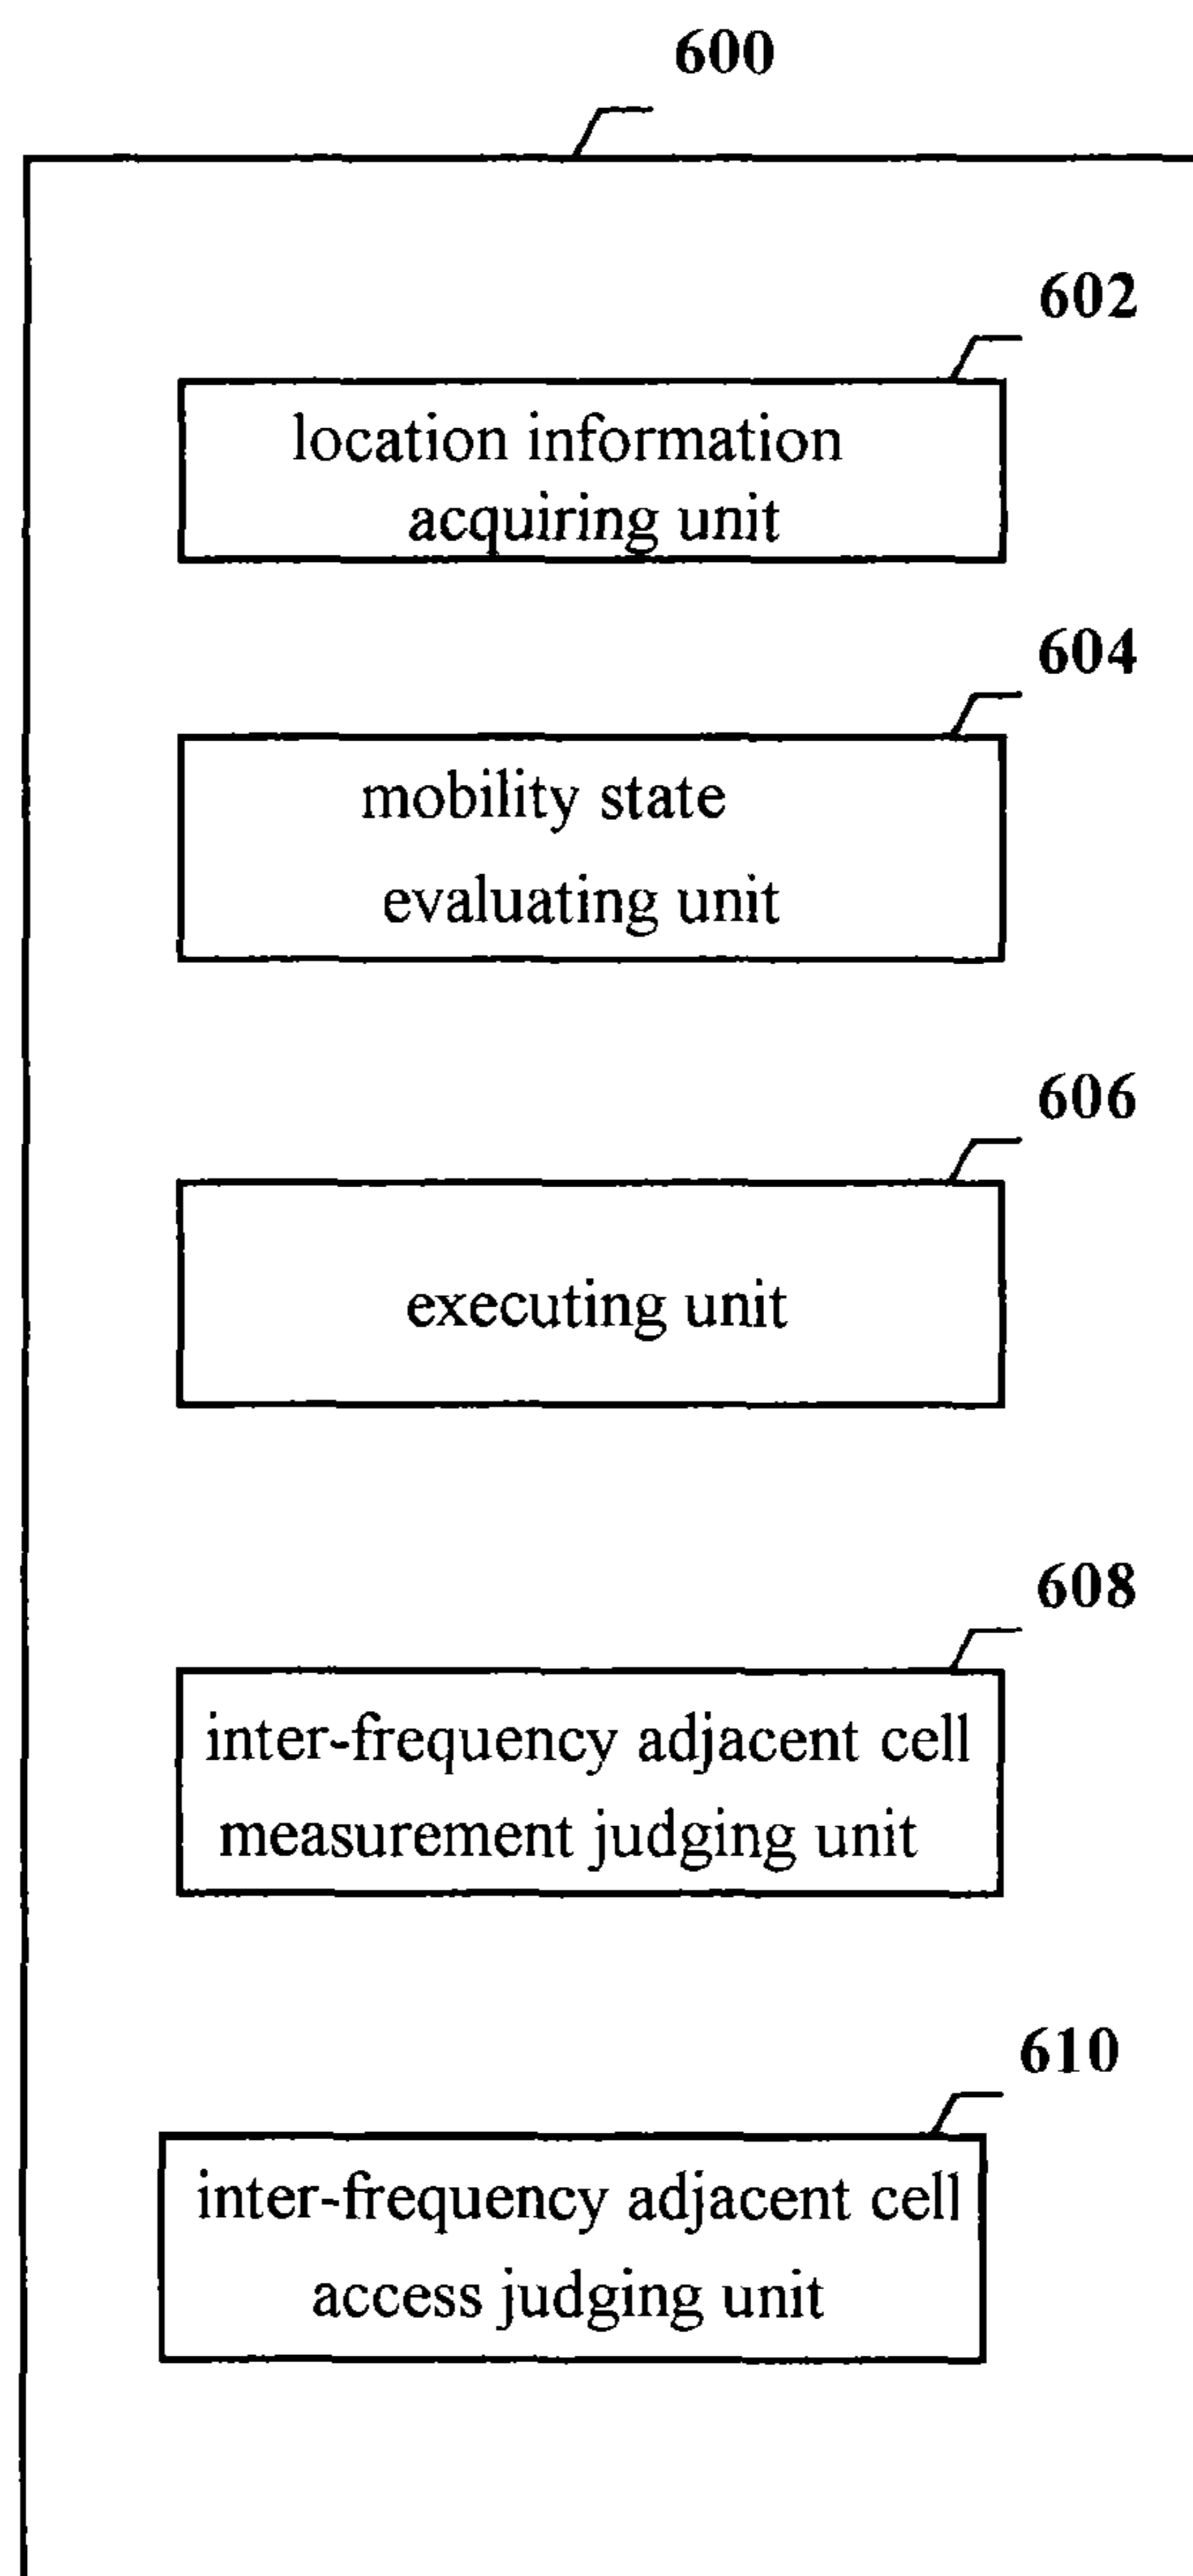 600
602
location information
acquiring unit
604
mobility state
evaluating unit
606
executing unit
608
inter-frequency adjacent cell
measurement judging unit
610
inter-frequency adjacent cell
access judging unit